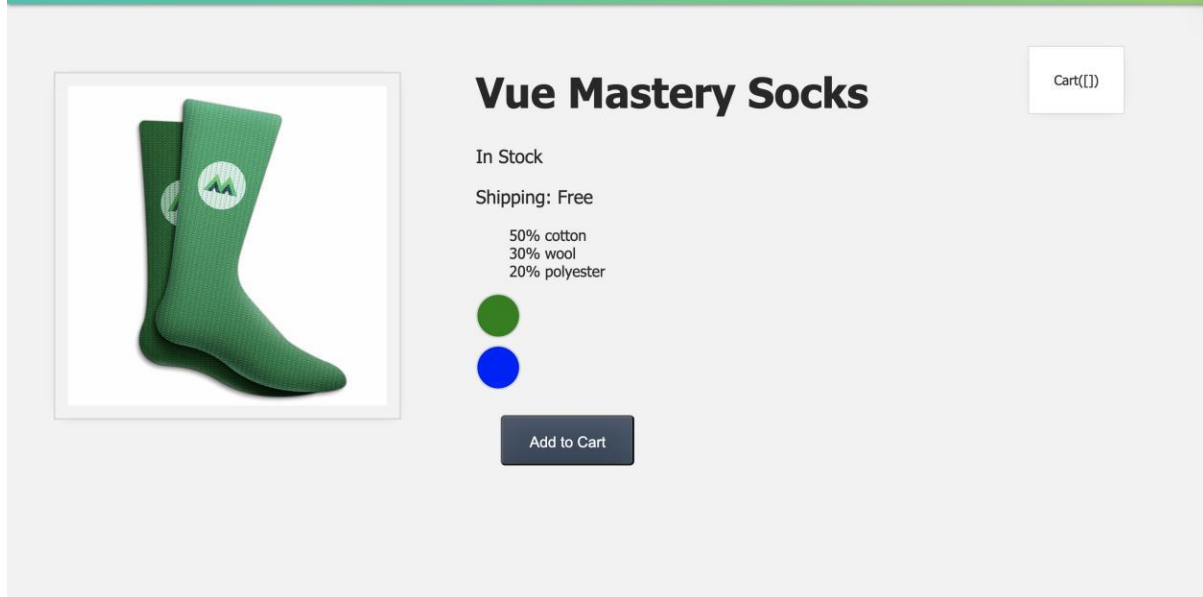 Vue Mastery Socks
Cart([])
In Stock
Shipping: Free
50% cotton
30% wool
20% polyester
Add to Cart